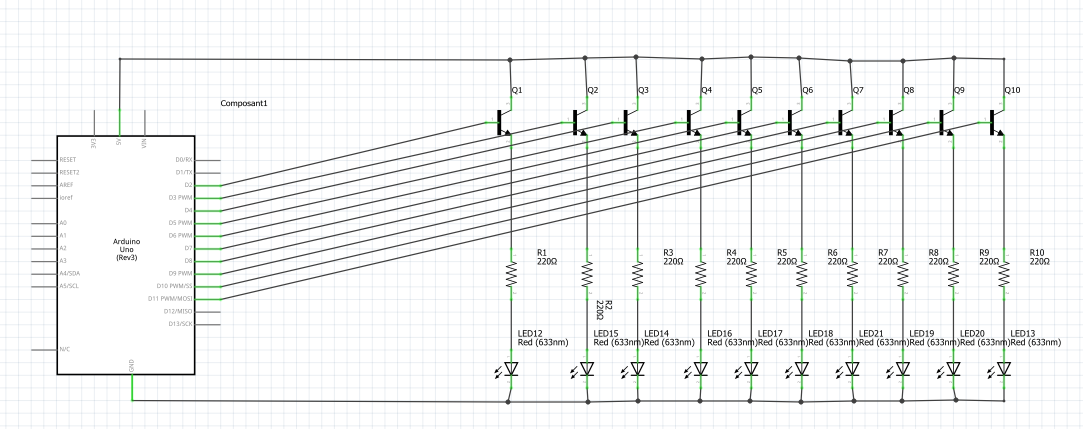 Q1
Q2
Q3
Q4
Q5
Q6
Q7
Q8
Q9
Q10
Composant1
3V3
5V
VIN
RESET
RESET2
AREF
ioref
A0
A1
A2
A3
A4/SDA
A5/SCL
N/C
Arduino
Uno
(Rev3)
D0/RX
D1/TX
D2
D3 PWM
D4
D5 PWM
D6 PWM
D7
D8
D9 PWM
D10 PWM/SS
D11 PWM/MOSI
D12/MISO
D13/SCK
GND
R1
220Ω
R2
220Ω
R3
220Ω
R4
220Ω
R5
220Ω
R6
220Ω
R7
220Ω
R8
220Ω
R9
220Ω
R10
220Ω
LED12
Red (633nm)
LED15
Red (633nm)
LED14
Red (633nm)
LED16
Red (633nm)
LED17
Red (633nm)
LED18
Red (633nm)
LED21
Red (633nm)
LED19
Red (633nm)
LED20
Red (633nm)
LED13
Red (633nm)